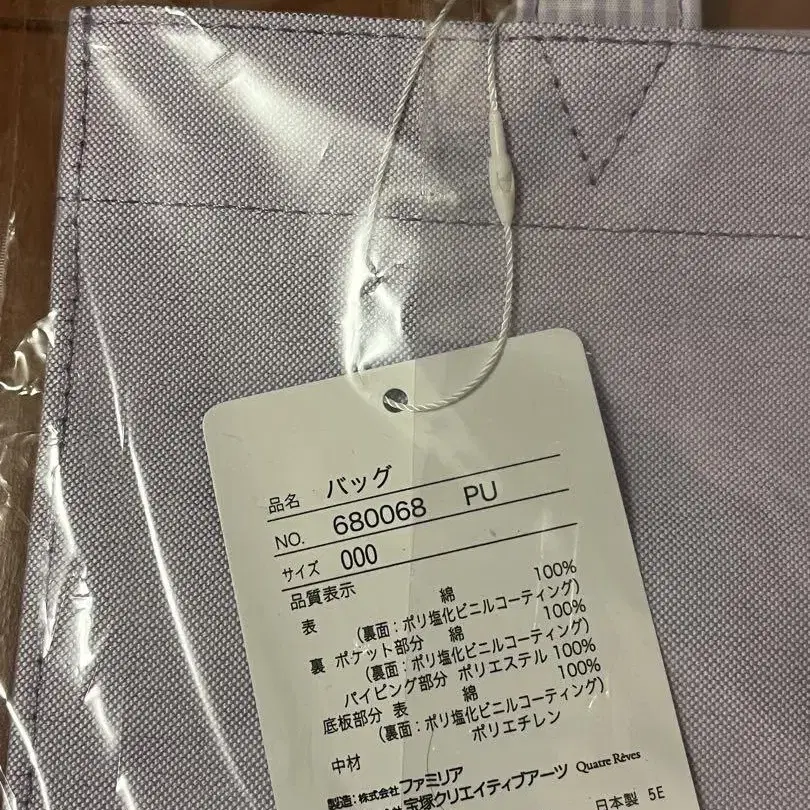 品名 バッグ
NO. 680068 PU
サイズ 000
品質表示
表 綿 100%
(裏面:ポリ塩化ビニルコーティング)
裏 ポケット部分 綿 100%
(裏面:ポリ塩化ビニルコーティング)
パイピング部分 ポリエステル 100%
底板部分 表 綿 100%
(裏面:ポリ塩化ビニルコーティング)
中材 ポリエチレン
製造:株式会社ファミリア
宝塚クリエイティブアーツ Quatre Rêves
日本製 5E